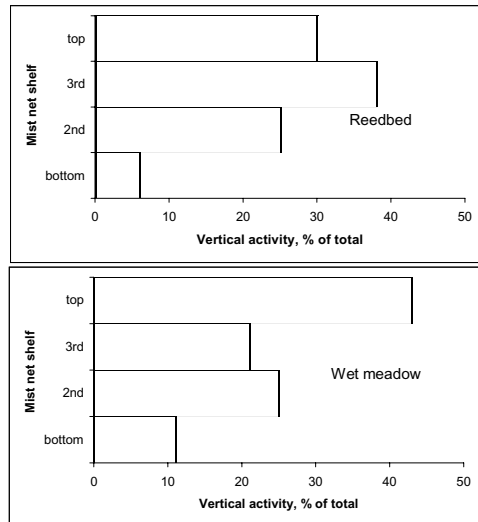 top
3rd
2nd
bottom
Mist net shelf
Reedbed
0 10 20 30 40 50
Vertical activity, % of total
top
3rd
2nd
bottom
Mist net shelf
Wet meadow
0 10 20 30 40 50
Vertical activity, % of total